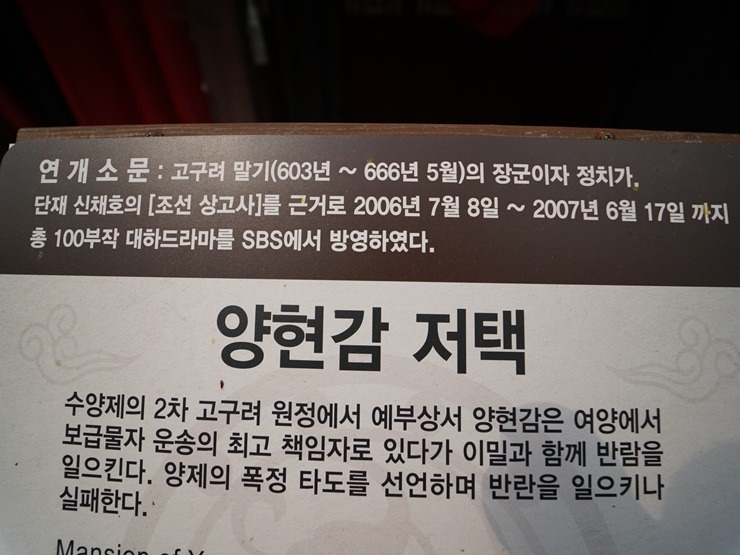 연 개 소 문 : 고구려 말기(603년 ~ 666년 5월)의 장군이자 정치가.
단재 신채호의 [조선 상고사]를 근거로 2006년 7월 8일 ~ 2007년 6월 17일 까지
총 100부작 대하드라마를 SBS에서 방영하였다.
양현감 저택
수양제의 2차 고구려 원정에서 예부상서 양현감은 여양에서
보급물자 운송의 최고 책임자로 있다가 이밀과 함께 반람을
일으킨다. 양제의 폭정 타도를 선언하며 반란을 일으키나
실패한다.
Mansion of